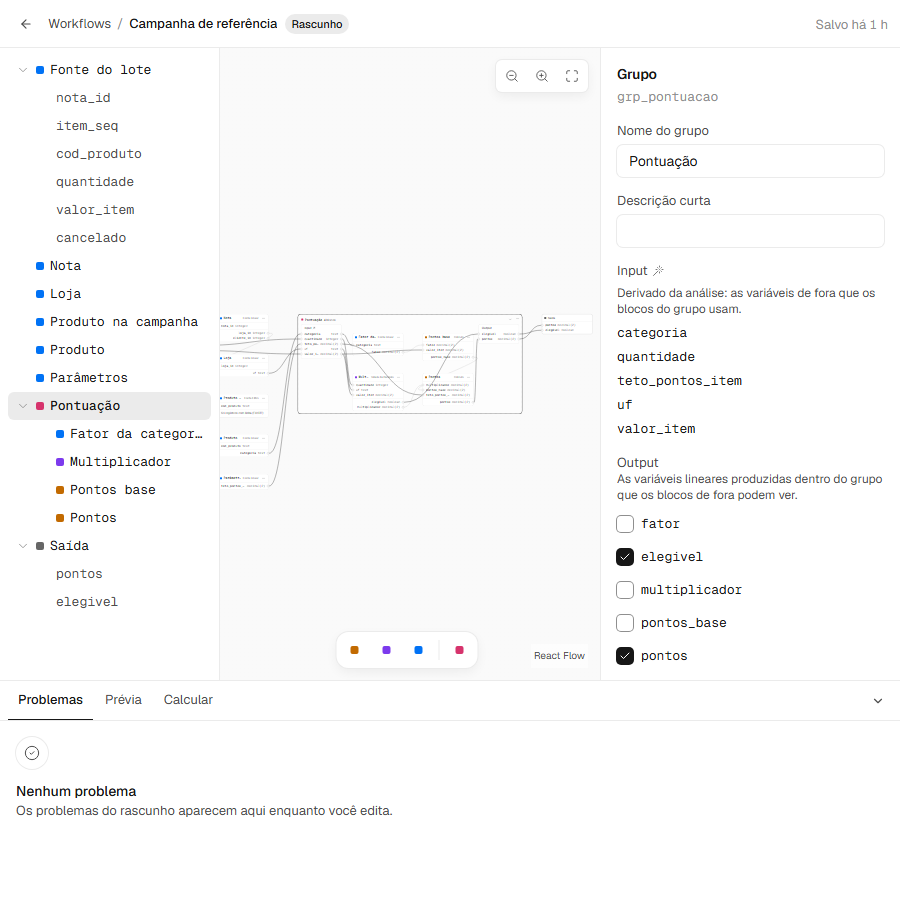 Workflows / Campanha de referência Rascunho
Salvo há 1 h
Fonte do lote
nota_id
item_seq
cod_produto
quantidade
valor_item
cancelado
Nota
Loja
Produto na campanha
Produto
Parâmetros
Pontuação
Fator da categor…
Multiplicador
Pontos base
Pontos
Saída
pontos
elegivel
React Flow
Grupo
grp_pontuacao
Nome do grupo
Pontuação
Descrição curta
Input
Derivado da análise: as variáveis de fora que os
blocos do grupo usam.
categoria
quantidade
teto_pontos_item
uf
valor_item
Output
As variáveis lineares produzidas dentro do grupo
que os blocos de fora podem ver.
fator
elegivel
multiplicador
pontos_base
pontos
Problemas Prévia Calcular
Nenhum problema
Os problemas do rascunho aparecem aqui enquanto você edita.